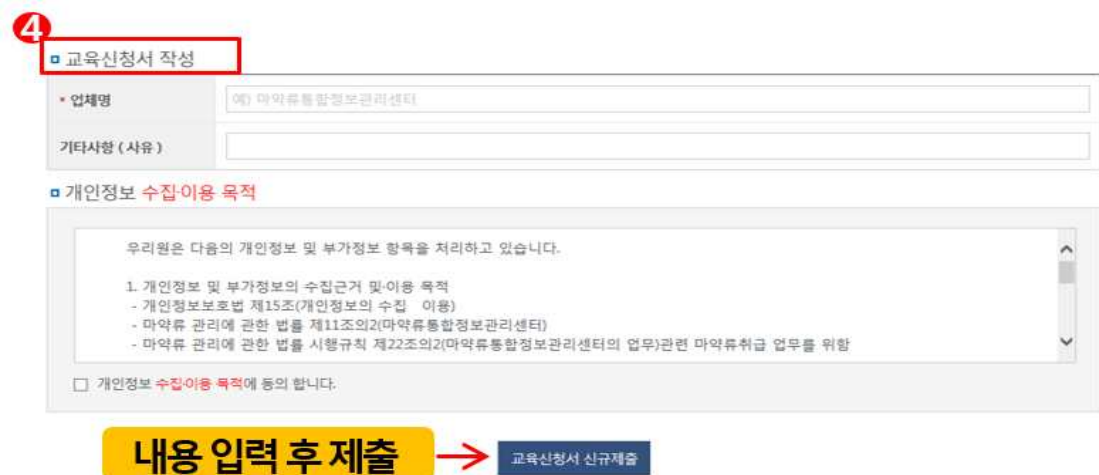 4
교육신청서 작성
* 업체명 예) 마약류통합정보관리센터
기타사항 ( 사유 )
개인정보 수집·이용 목적
우리원은 다음의 개인정보 및 부가정보 항목을 처리하고 있습니다.
1. 개인정보 및 부가정보의 수집근거 및·이용 목적
- 개인정보보호법 제15조(개인정보의 수집 이용)
- 마약류 관리에 관한 법률 제11조의2(마약류통합정보관리센터)
- 마약류 관리에 관한 법률 시행규칙 제22조의2(마약류통합정보관리센터의 업무)관련 마약류취급 업무를 위함
개인정보 수집·이용 목적에 동의 합니다.
내용 입력 후 제출 교육신청서 신규제출